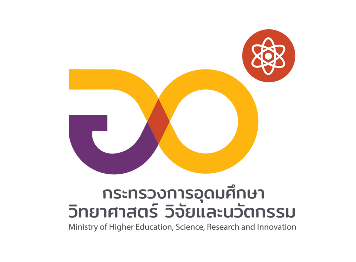 กระทรวงการอุดมศึกษา
วิทยาศาสตร์ วิจัยและนวัตกรรม
Ministry of Higher Education, Science, Research and Innovation